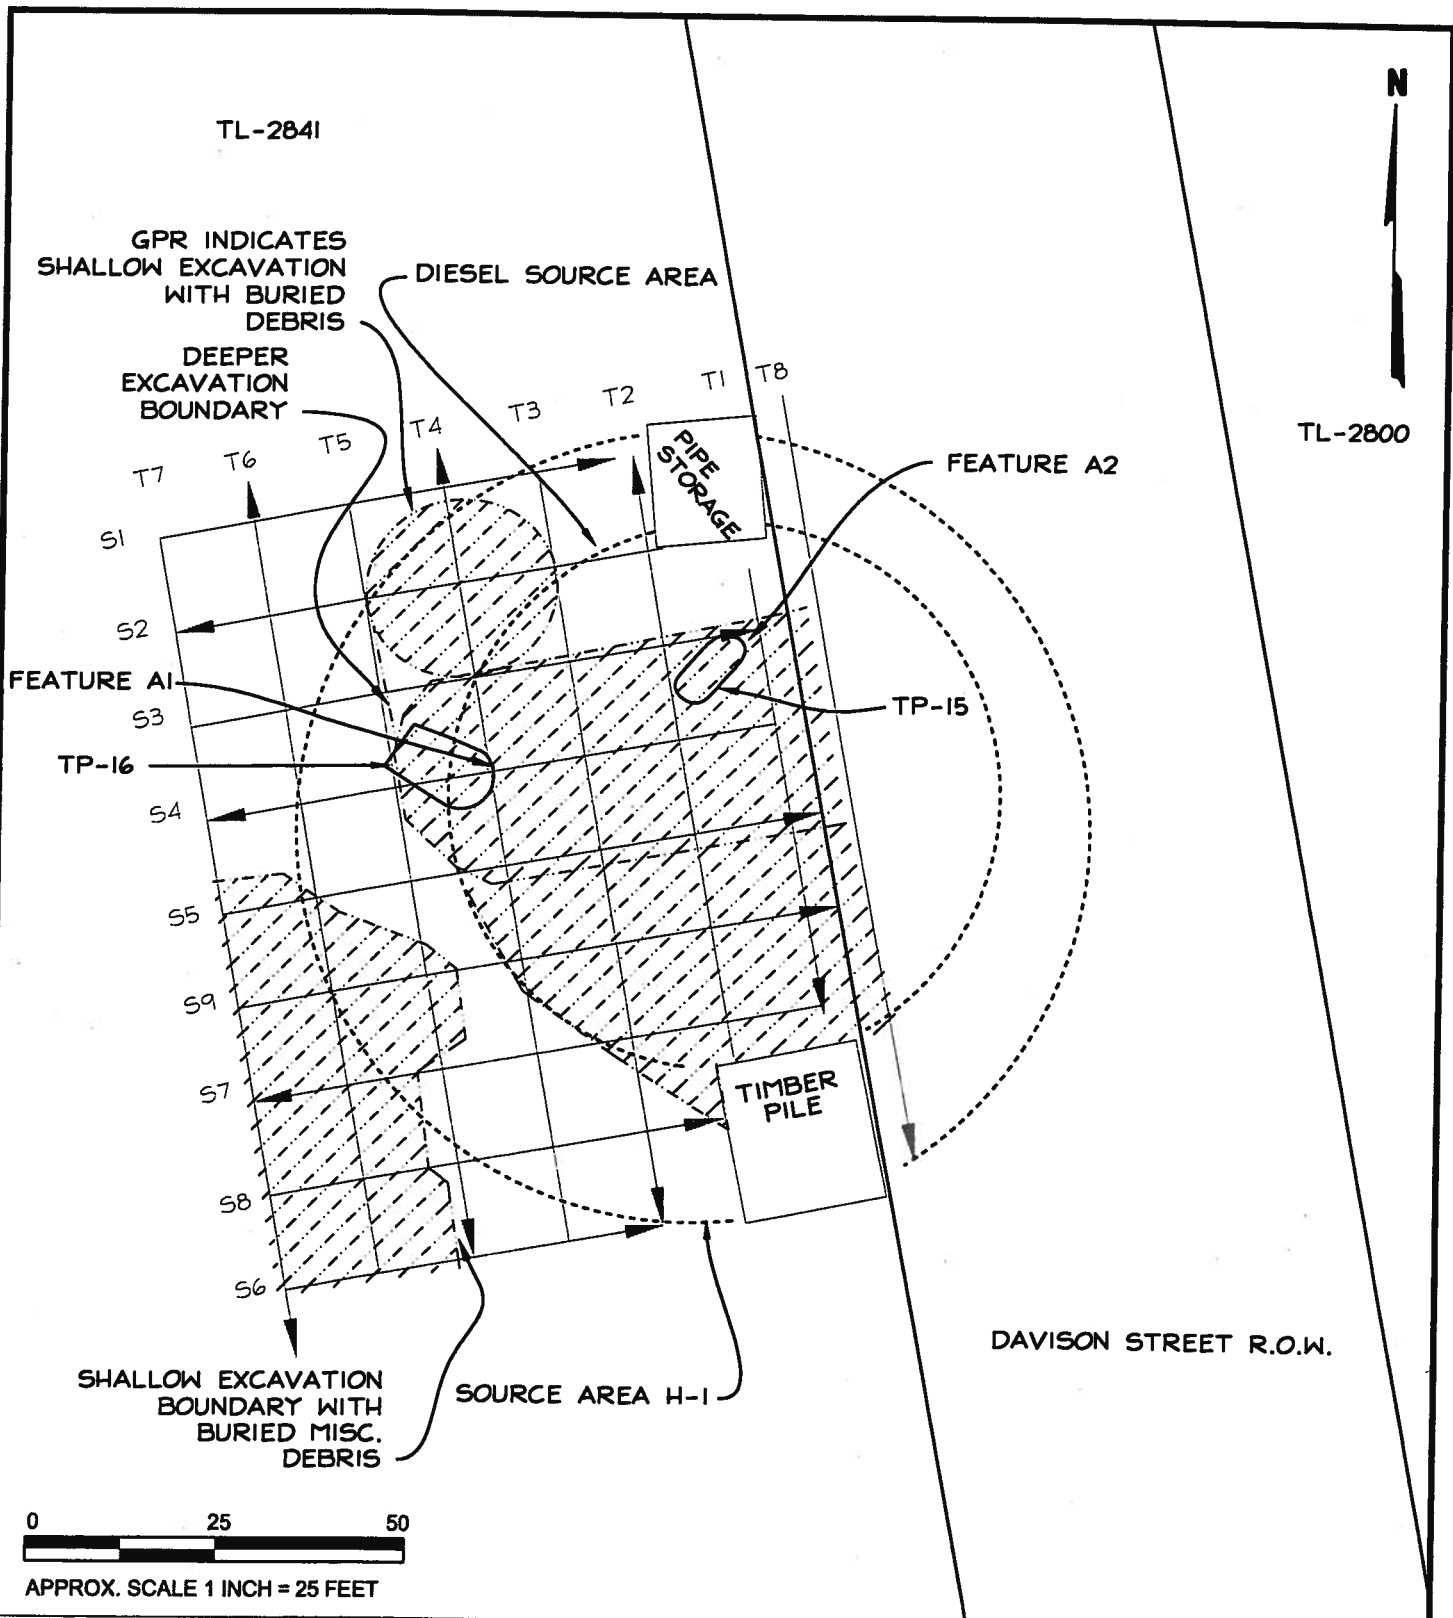 N
TL-2841
GPR INDICATES
SHALLOW EXCAVATION
WITH BURIED
DEBRIS
DIESEL SOURCE AREA
DEEPER
EXCAVATION
BOUNDARY
T7
T6
T5
T4
T3
T2
T1
T8
TL-2800
PIPE
STORAGE
FEATURE A2
S1
S2
FEATURE A1
S3
TP-15
TP-16
S4
S5
S9
S7
TIMBER
PILE
S8
S6
DAVISON STREET R.O.W.
SHALLOW EXCAVATION
BOUNDARY WITH
BURIED MISC.
DEBRIS
SOURCE AREA H-1
0 25 50
APPROX. SCALE 1 INCH = 25 FEET